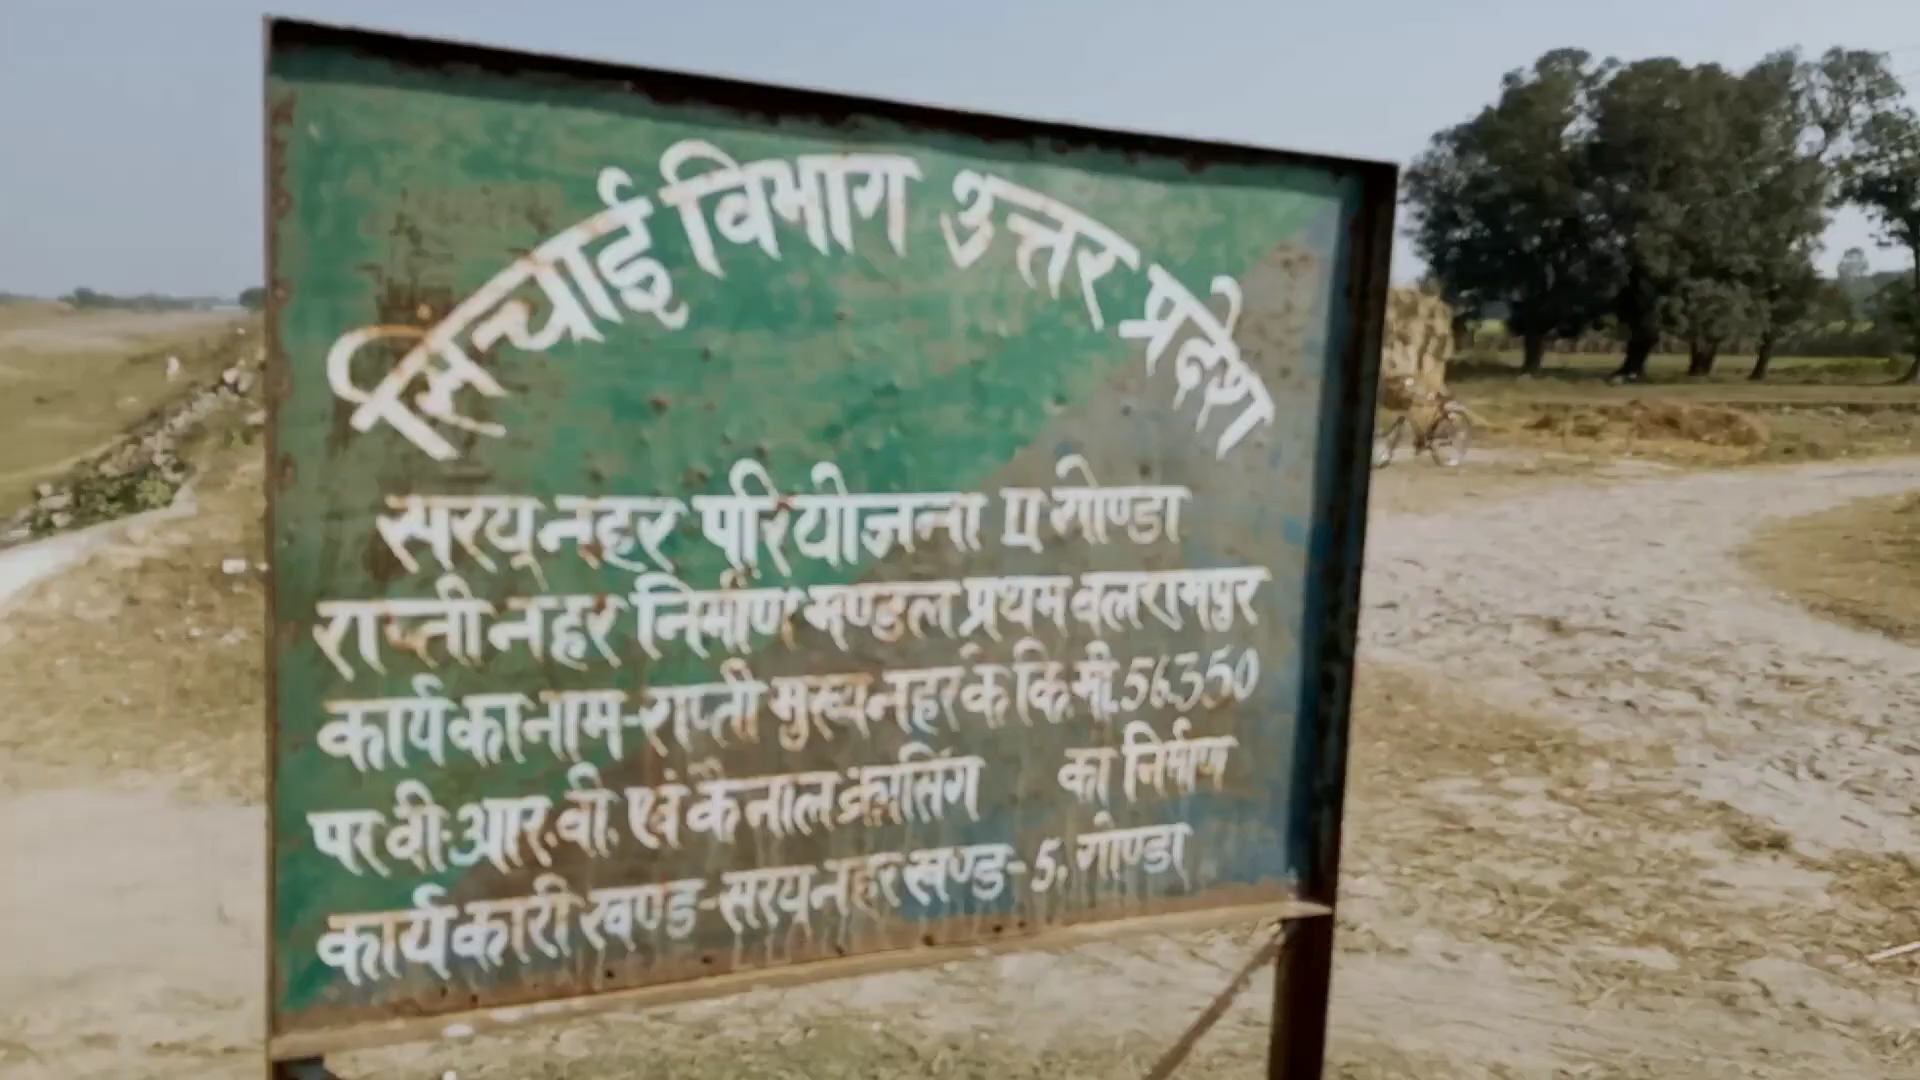 सिन्चाई विभाग उत्तर प्रदेश
सरयू नहर परियोजना II गोण्डा
राप्ती नहर निर्माण मण्डल प्रथम बलरामपुर
कार्य का नाम-राप्ती मुख्य नहर के कि.मी. 56.350
पर वी.आर.वी. एवं कैनाल क्रासिंग का निर्माण
कार्यकारी खण्ड-सरयू नहर खण्ड-5, गोण्डा